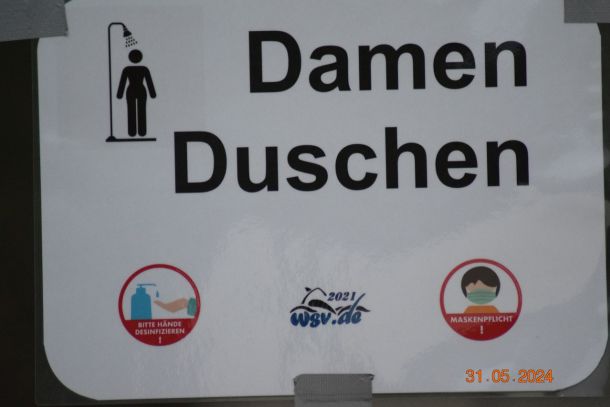 Damen
Duschen
BITTE HÄNDE
DESINFIZIEREN
!
2021
wsv.de
MASKENPFLICHT
!
31.05.2024